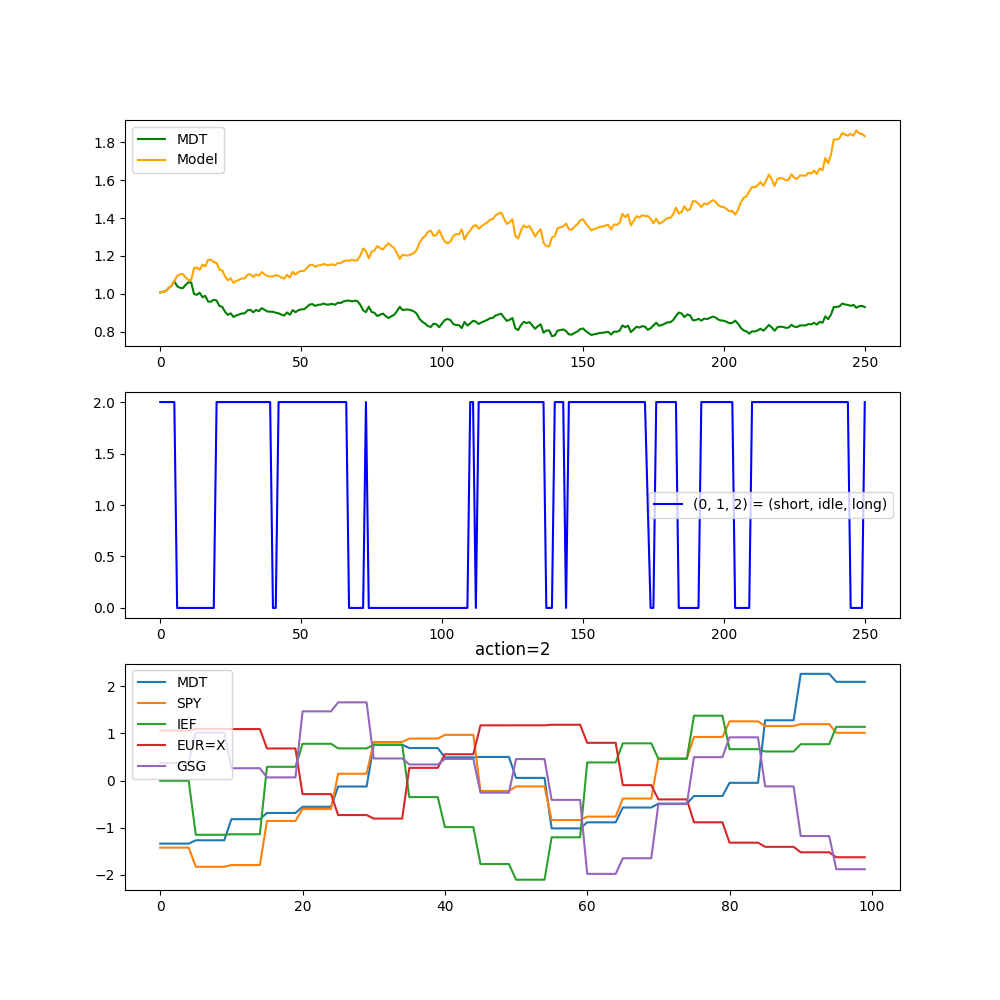 MDT
Model
1.8
1.6
1.4
1.2
1.0
0.8
0 50 100 150 200 250
2.0
1.5
1.0
0.5
0.0
(0, 1, 2) = (short, idle, long)
0 50 100 150 200 250
action=2
MDT
SPY
IEF
EUR=X
GSG
2
1
0
−1
−2
0 20 40 60 80 100